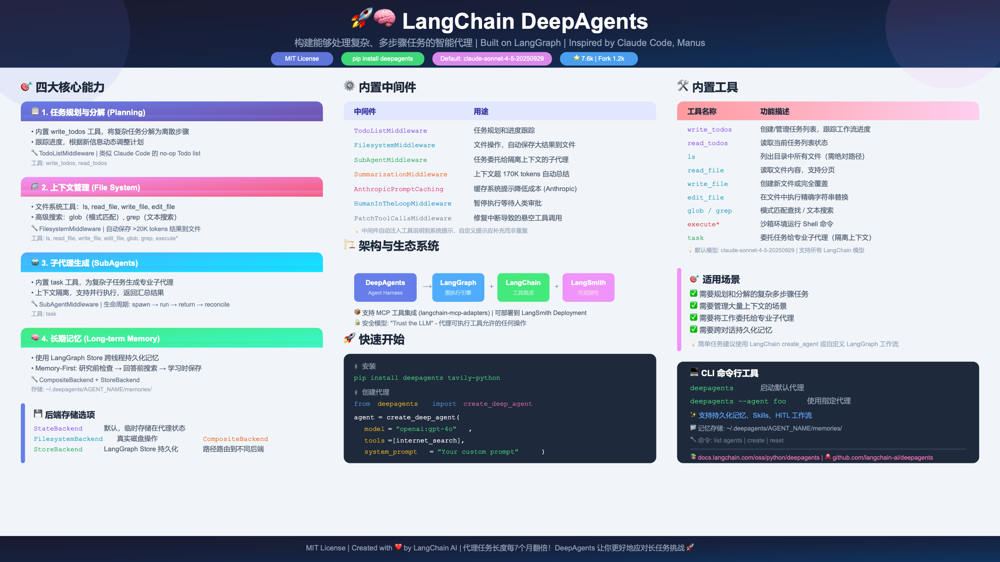 LangChain DeepAgents
构建能够处理复杂、多步骤任务的智能代理 | Built on LangGraph | Inspired by Claude Code, Manus
MIT License
pip install deepagents
Default: claude-sonnet-4-5-20250929
⭐ 7.6k | Fork 1.2k
四大核心能力
1. 任务规划与分解 (Planning)
• 内置 write_todos 工具，将复杂任务分解为离散步骤
• 跟踪进度，根据新信息动态调整计划
TodoListMiddleware | 类似 Claude Code 的 no-op Todo list
工具: write_todos, read_todos
2. 上下文管理 (File System)
• 文件系统工具：ls, read_file, write_file, edit_file
• 高级搜索：glob（模式匹配）, grep（文本搜索）
FilesystemMiddleware | 自动保存 >20K tokens 结果到文件
工具: ls, read_file, write_file, edit_file, glob, grep, execute*
3. 子代理生成 (SubAgents)
• 内置 task 工具，为复杂子任务生成专业子代理
• 上下文隔离，支持并行执行，返回汇总结果
SubAgentMiddleware | 生命周期: spawn → run → return → reconcile
工具: task
4. 长期记忆 (Long-term Memory)
• 使用 LangGraph Store 跨线程持久化记忆
• Memory-First: 研究前检查 → 回答前搜索 → 学习时保存
CompositeBackend + StoreBackend
存储: ~/.deepagents/AGENT_NAME/memories/
后端存储选项
StateBackend 默认，临时存储在代理状态
FilesystemBackend 真实磁盘操作 CompositeBackend
StoreBackend LangGraph Store 持久化 路径路由到不同后端
内置中间件
中间件 用途
TodoListMiddleware 任务规划和进度跟踪
FilesystemMiddleware 文件操作，自动保存大结果到文件
SubAgentMiddleware 任务委托给隔离上下文的子代理
SummarizationMiddleware 上下文超 170K tokens 自动总结
AnthropicPromptCaching 缓存系统提示降低成本 (Anthropic)
HumanInTheLoopMiddleware 暂停执行等待人类审批
PatchToolCallsMiddleware 修复中断导致的悬空工具调用
中间件自动注入工具说明到系统提示，自定义提示应补充而非重复
架构与生态系统
DeepAgents → LangGraph + LangChain + LangSmith
Agent Harness 图执行引擎 工具集成 可观测性
支持 MCP 工具集成 (langchain-mcp-adapters) | 可部署到 LangSmith Deployment
安全模型: "Trust the LLM" - 代理可执行工具允许的任何操作
快速开始
# 安装
pip install deepagents tavily-python
# 创建代理
from deepagents import create_deep_agent
agent = create_deep_agent(
model = "openai:gpt-4o" ,
tools =[internet_search],
system_prompt = "Your custom prompt" )
内置工具
工具名称 功能描述
write_todos 创建/管理任务列表，跟踪工作流进度
read_todos 读取当前任务列表状态
ls 列出目录中所有文件（需绝对路径）
read_file 读取文件内容，支持分页
write_file 创建新文件或完全覆盖
edit_file 在文件中执行精确字符串替换
glob / grep 模式匹配查找 / 文本搜索
execute* 沙箱环境运行 Shell 命令
task 委托任务给专业子代理（隔离上下文）
默认模型: claude-sonnet-4-5-20250929 | 支持所有 LangChain 模型
适用场景
✅ 需要规划和分解的复杂多步骤任务
✅ 需要管理大量上下文的场景
✅ 需要将工作委托给专业子代理
✅ 需要跨对话持久化记忆
简单任务建议使用 LangChain create_agent 或自定义 LangGraph 工作流
CLI 命令行工具
deepagents 启动默认代理
deepagents --agent foo 使用指定代理
支持持久化记忆、Skills、HITL 工作流
记忆存储: ~/.deepagents/AGENT_NAME/memories/
命令: list agents | create | reset
docs.langchain.com/oss/python/deepagents | github.com/langchain-ai/deepagents
MIT License | Created with ❤️ by LangChain AI | 代理任务长度每7个月翻倍！DeepAgents 让你更好地应对长任务挑战